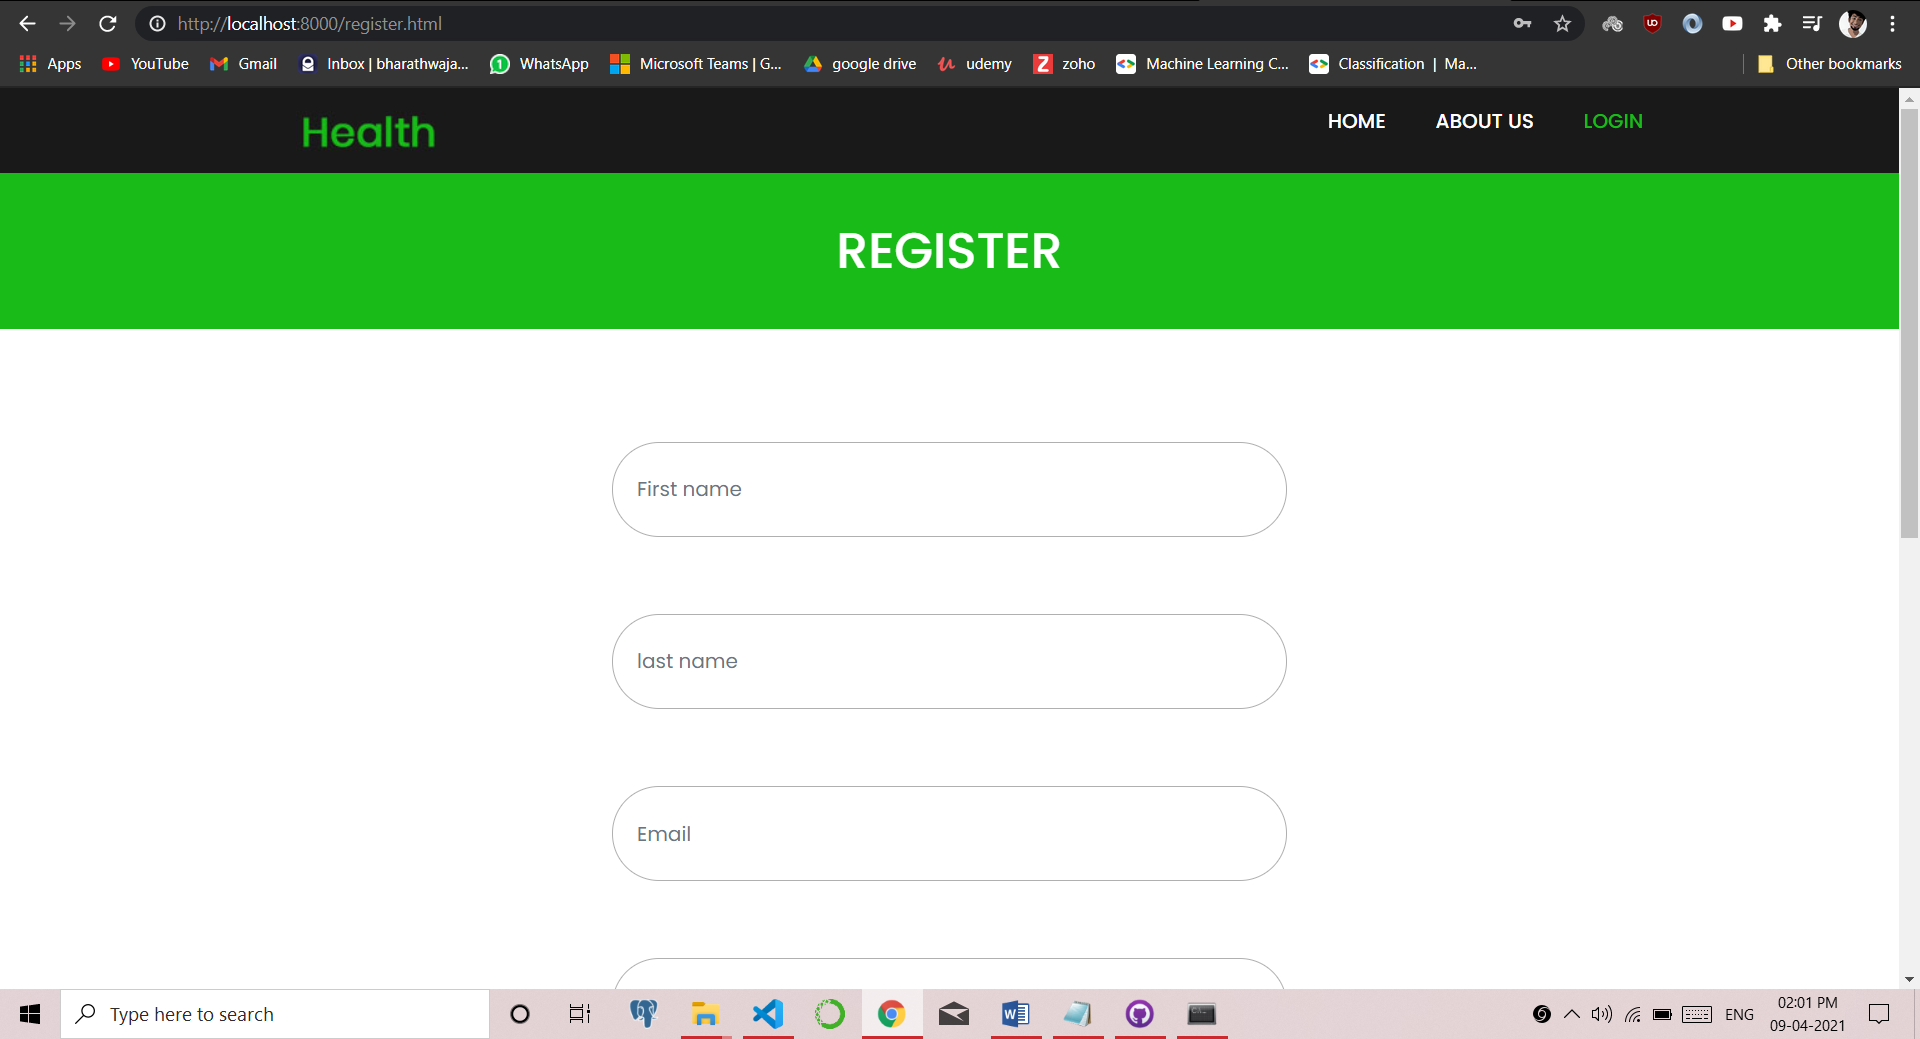 http://localhost:8000/register.html
Apps YouTube Gmail Inbox | bharathwaja... WhatsApp Microsoft Teams | G... google drive udemy zoho Machine Learning C... Classification | Ma... Other bookmarks
Health HOME ABOUT US LOGIN
REGISTER
First name
last name
Email
Type here to search
ENG
02:01 PM
09-04-2021